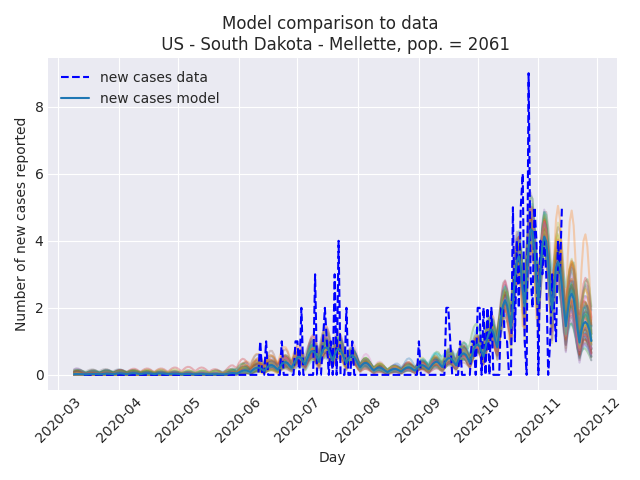 Model comparison to data
US - South Dakota - Mellette, pop. = 2061
new cases data
new cases model
Number of new cases reported
8
6
4
2
0
2020-03
2020-04
2020-05
2020-06
2020-07
2020-08
2020-09
2020-10
2020-11
2020-12
Day